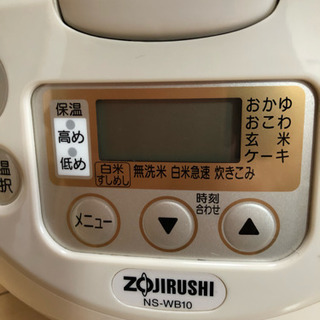 保温
高め
低め
温
択
おかゆ
おこわ
玄米
ケーキ
白米
すしめし
無洗米 白米急速 炊きこみ
時刻
合わせ
メニュー
▼
▲
ZOJIRUSHI
NS-WB10